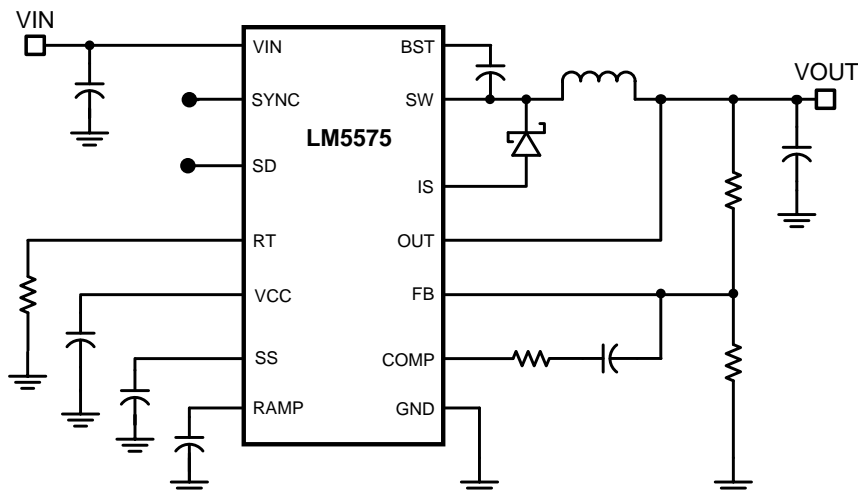 VIN
VOUT
LM5575
VIN
SYNC
SD
RT
VCC
SS
RAMP
BST
SW
IS
OUT
FB
COMP
GND